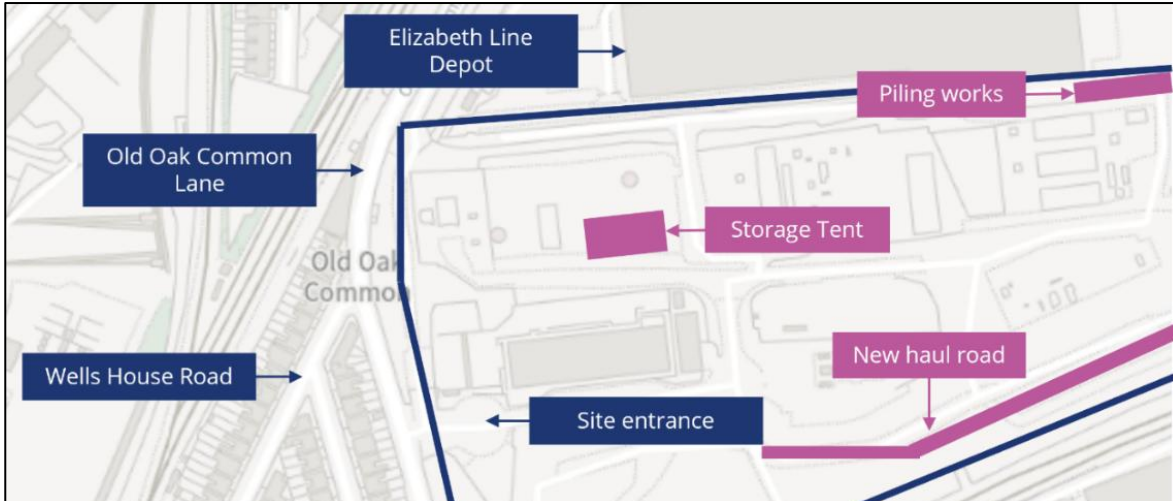 Elizabeth Line
Depot
Piling works
Old Oak Common
Lane
Storage Tent
Old Oak
Common
New haul road
Wells House Road
Site entrance